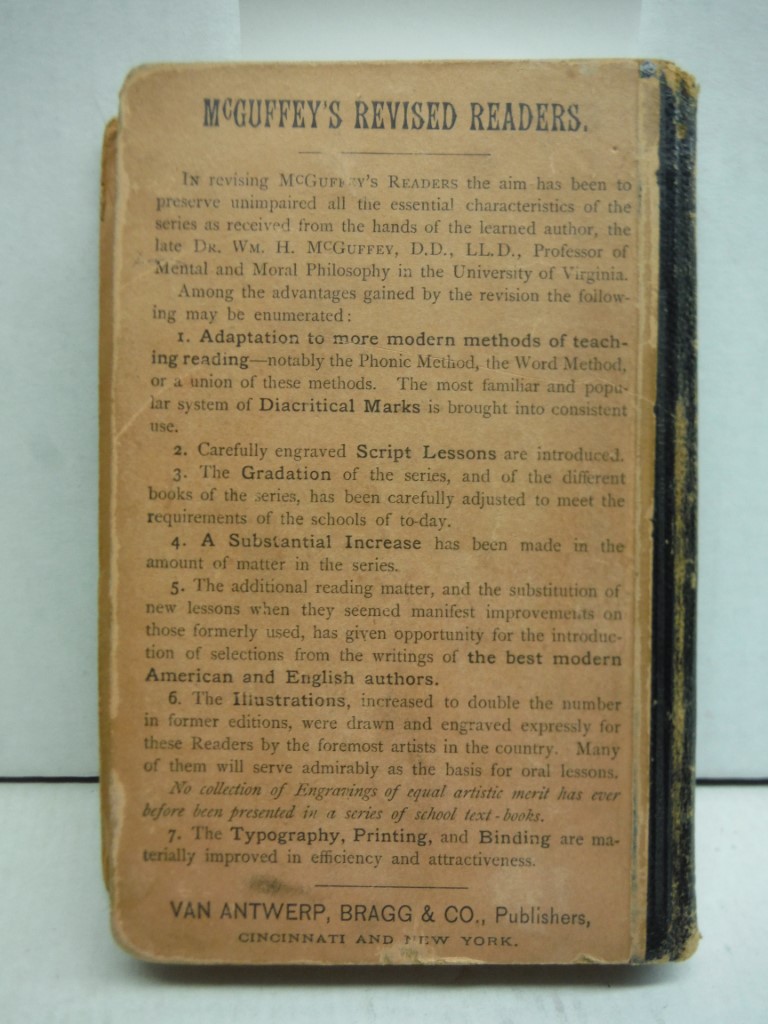 McGUFFEY'S REVISED READERS.
In revising McGuffey's Readers the aim has been to
preserve unimpaired all the essential characteristics of the
series as received from the hands of the learned author, the
late Dr. Wm. H. McGuffey, D.D., LL.D., Professor of
Mental and Moral Philosophy in the University of Virginia.
Among the advantages gained by the revision the follow-
ing may be enumerated:
1. Adaptation to more modern methods of teach-
ing reading—notably the Phonic Method, the Word Method,
or a union of these methods. The most familiar and popu-
lar system of Diacritical Marks is brought into consistent
use.
2. Carefully engraved Script Lessons are introduced.
3. The Gradation of the series, and of the different
books of the series, has been carefully adjusted to meet the
requirements of the schools of to-day.
4. A Substantial Increase has been made in the
amount of matter in the series.
5. The additional reading matter, and the substitution of
new lessons when they seemed manifest improvements on
those formerly used, has given opportunity for the introduc-
tion of selections from the writings of the best modern
American and English authors.
6. The Illustrations, increased to double the number
in former editions, were drawn and engraved expressly for
these Readers by the foremost artists in the country. Many
of them will serve admirably as the basis for oral lessons.
No collection of Engravings of equal artistic merit has ever
before been presented in a series of school text-books.
7. The Typography, Printing, and Binding are ma-
terially improved in efficiency and attractiveness.
VAN ANTWERP, BRAGG & CO., Publishers,
CINCINNATI AND NEW YORK.